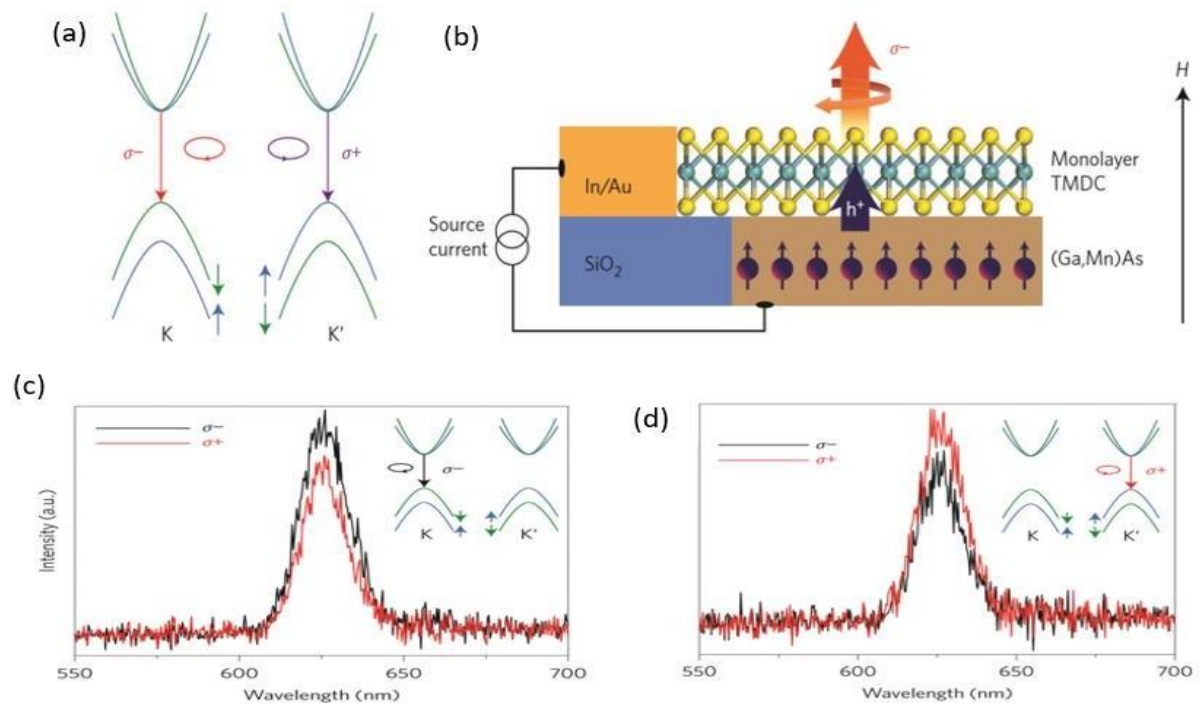 (a)
σ−
σ+
K
K′
(b)
σ−
H
In/Au
Monolayer
TMDC
h⁺
Source
current
SiO₂
(Ga,Mn)As
(c)
σ−
σ+
σ−
K
K′
Intensity (a.u.)
550
600
650
700
Wavelength (nm)
(d)
σ−
σ+
σ+
K
K′
550
600
650
700
Wavelength (nm)